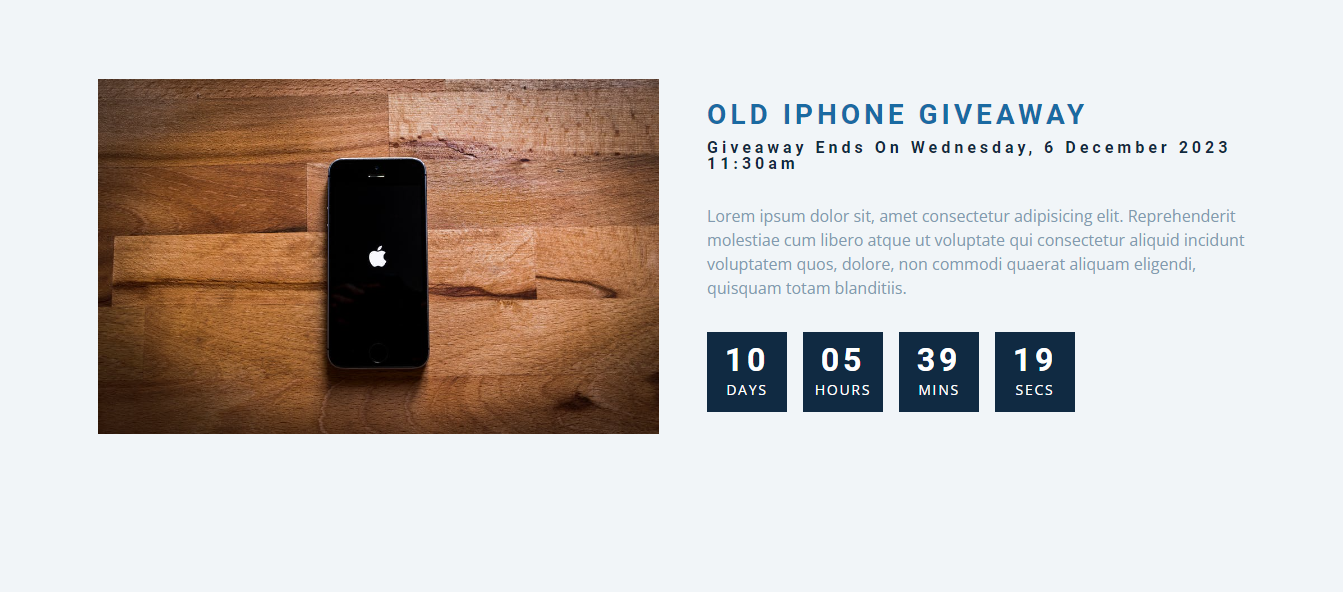 OLD IPHONE GIVEAWAY
Giveaway Ends On Wednesday, 6 December 2023
11:30am
Lorem ipsum dolor sit, amet consectetur adipisicing elit. Reprehenderit
molestiae cum libero atque ut voluptate qui consectetur aliquid incidunt
voluptatem quos, dolore, non commodi quaerat aliquam eligendi,
quisquam totam blanditiis.
10 05 39 19
DAYS HOURS MINS SECS